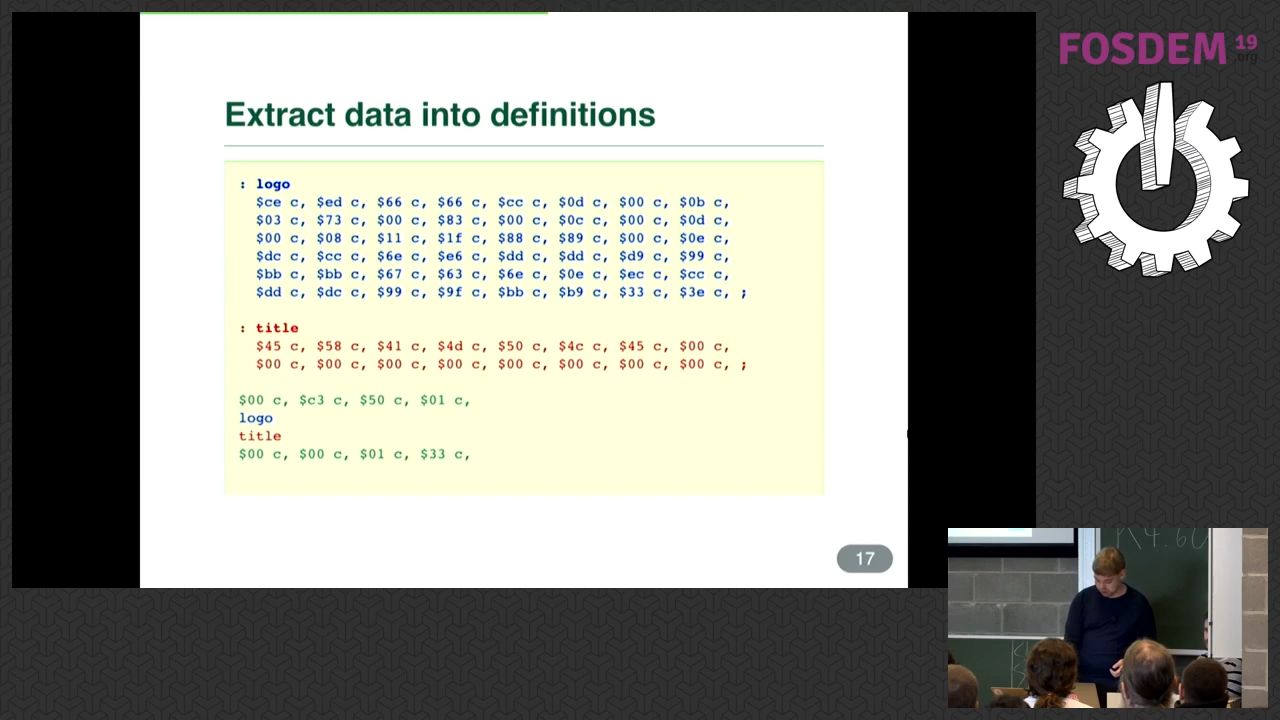 FOSDEM 19
.org
Extract data into definitions
: logo
$ce c, $ed c, $66 c, $66 c, $cc c, $0d c, $00 c, $0b c,
$03 c, $73 c, $00 c, $83 c, $00 c, $0c c, $00 c, $0d c,
$00 c, $08 c, $11 c, $1f c, $88 c, $89 c, $00 c, $0e c,
$dc c, $cc c, $6e c, $e6 c, $dd c, $dd c, $d9 c, $99 c,
$bb c, $bb c, $67 c, $63 c, $6e c, $0e c, $ec c, $cc c,
$dd c, $dc c, $99 c, $9f c, $bb c, $b9 c, $33 c, $3e c, ;
: title
$45 c, $58 c, $41 c, $4d c, $50 c, $4c c, $45 c, $00 c,
$00 c, $00 c, $00 c, $00 c, $00 c, $00 c, $00 c, $00 c, ;
$00 c, $c3 c, $50 c, $01 c,
logo
title
$00 c, $00 c, $01 c, $33 c,
17